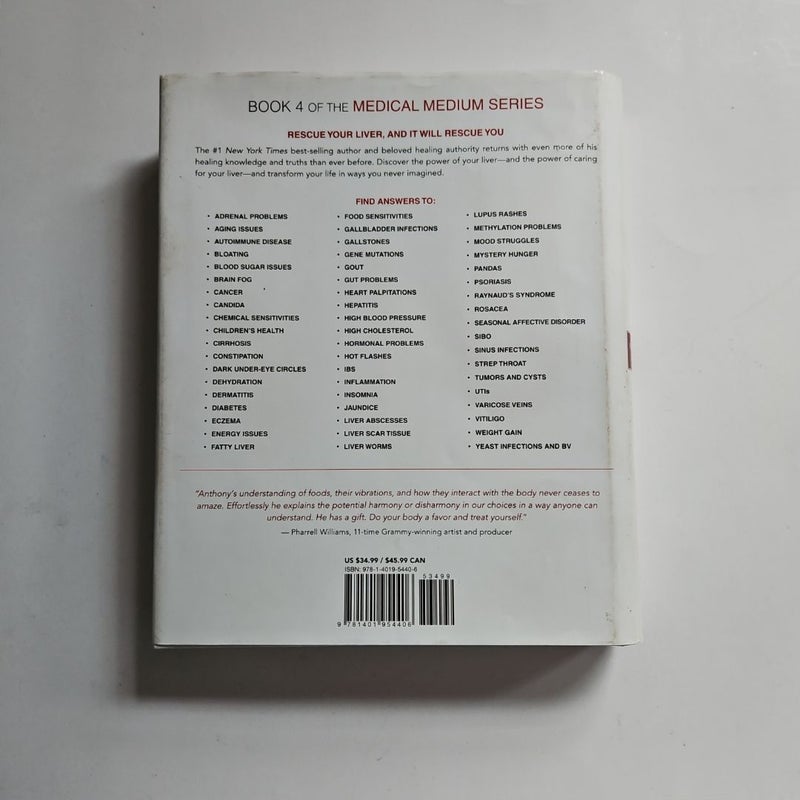 BOOK 4 OF THE MEDICAL MEDIUM SERIES
RESCUE YOUR LIVER, AND IT WILL RESCUE YOU
The #1 New York Times best-selling author and beloved healing authority returns with even more of his
healing knowledge and truths than ever before. Discover the power of your liver—and the power of caring
for your liver—and transform your life in ways you never imagined.
FIND ANSWERS TO:
• ADRENAL PROBLEMS
• AGING ISSUES
• AUTOIMMUNE DISEASE
• BLOATING
• BLOOD SUGAR ISSUES
• BRAIN FOG
• CANCER
• CANDIDA
• CHEMICAL SENSITIVITIES
• CHILDREN'S HEALTH
• CIRRHOSIS
• CONSTIPATION
• DARK UNDER-EYE CIRCLES
• DEHYDRATION
• DERMATITIS
• DIABETES
• ECZEMA
• ENERGY ISSUES
• FATTY LIVER
• FOOD SENSITIVITIES
• GALLBLADDER INFECTIONS
• GALLSTONES
• GENE MUTATIONS
• GOUT
• GUT PROBLEMS
• HEART PALPITATIONS
• HEPATITIS
• HIGH BLOOD PRESSURE
• HIGH CHOLESTEROL
• HORMONAL PROBLEMS
• HOT FLASHES
• IBS
• INFLAMMATION
• INSOMNIA
• JAUNDICE
• LIVER ABSCESSES
• LIVER SCAR TISSUE
• LIVER WORMS
• LUPUS RASHES
• METHYLATION PROBLEMS
• MOOD STRUGGLES
• MYSTERY HUNGER
• PANDAS
• PSORIASIS
• RAYNAUD'S SYNDROME
• ROSACEA
• SEASONAL AFFECTIVE DISORDER
• SIBO
• SINUS INFECTIONS
• STREP THROAT
• TUMORS AND CYSTS
• UTIs
• VARICOSE VEINS
• VITILIGO
• WEIGHT GAIN
• YEAST INFECTIONS AND BV
"Anthony's understanding of foods, their vibrations, and how they interact with the body never ceases to
amaze. Effortlessly he explains the potential harmony or disharmony in our choices in a way anyone can
understand. He has a gift. Do your body a favor and treat yourself."
— Pharrell Williams, 11-time Grammy-winning artist and producer
US $34.99 / $45.99 CAN
ISBN: 978-1-4019-5440-6
53499
9 781401 954406